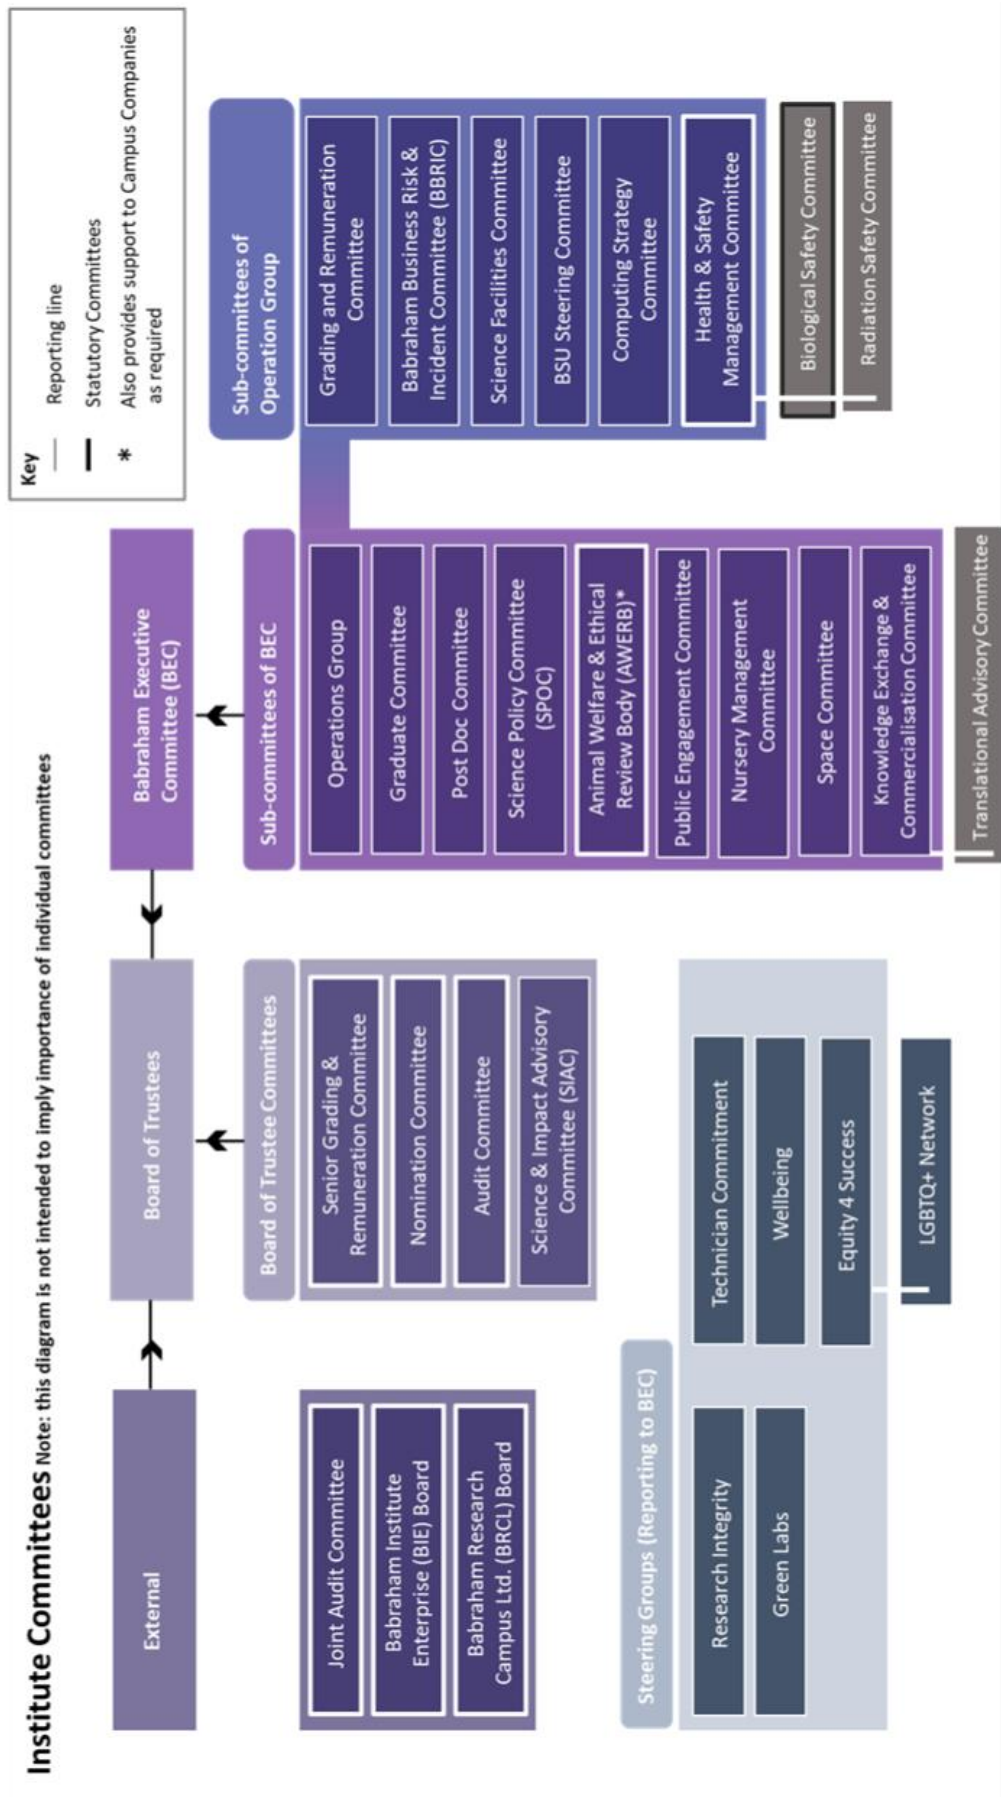 Institute Committees Note: this diagram is not intended to imply importance of individual committees
Key
Reporting line
Statutory Committees
* Also provides support to Campus Companies
as required
External
Joint Audit Committee
Babraham Institute
Enterprise (BIE) Board
Babraham Research
Campus Ltd. (BRCL) Board
Board of Trustees
Board of Trustee Committees
Senior Grading &
Remuneration Committee
Nomination Committee
Audit Committee
Science & Impact Advisory
Committee (SIAC)
Babraham Executive
Committee (BEC)
Sub-committees of BEC
Operations Group
Graduate Committee
Post Doc Committee
Science Policy Committee
(SPOC)
Animal Welfare & Ethical
Review Body (AWERB)*
Public Engagement Committee
Nursery Management
Committee
Space Committee
Knowledge Exchange &
Commercialisation Committee
Translational Advisory Committee
Sub-committees of
Operation Group
Grading and Remuneration
Committee
Babraham Business Risk &
Incident Committee (BBRIC)
Science Facilities Committee
BSU Steering Committee
Computing Strategy
Committee
Health & Safety
Management Committee
Biological Safety Committee
Radiation Safety Committee
Steering Groups (Reporting to BEC)
Research Integrity
Green Labs
Technician Commitment
Wellbeing
Equity 4 Success
LGBTQ+ Network